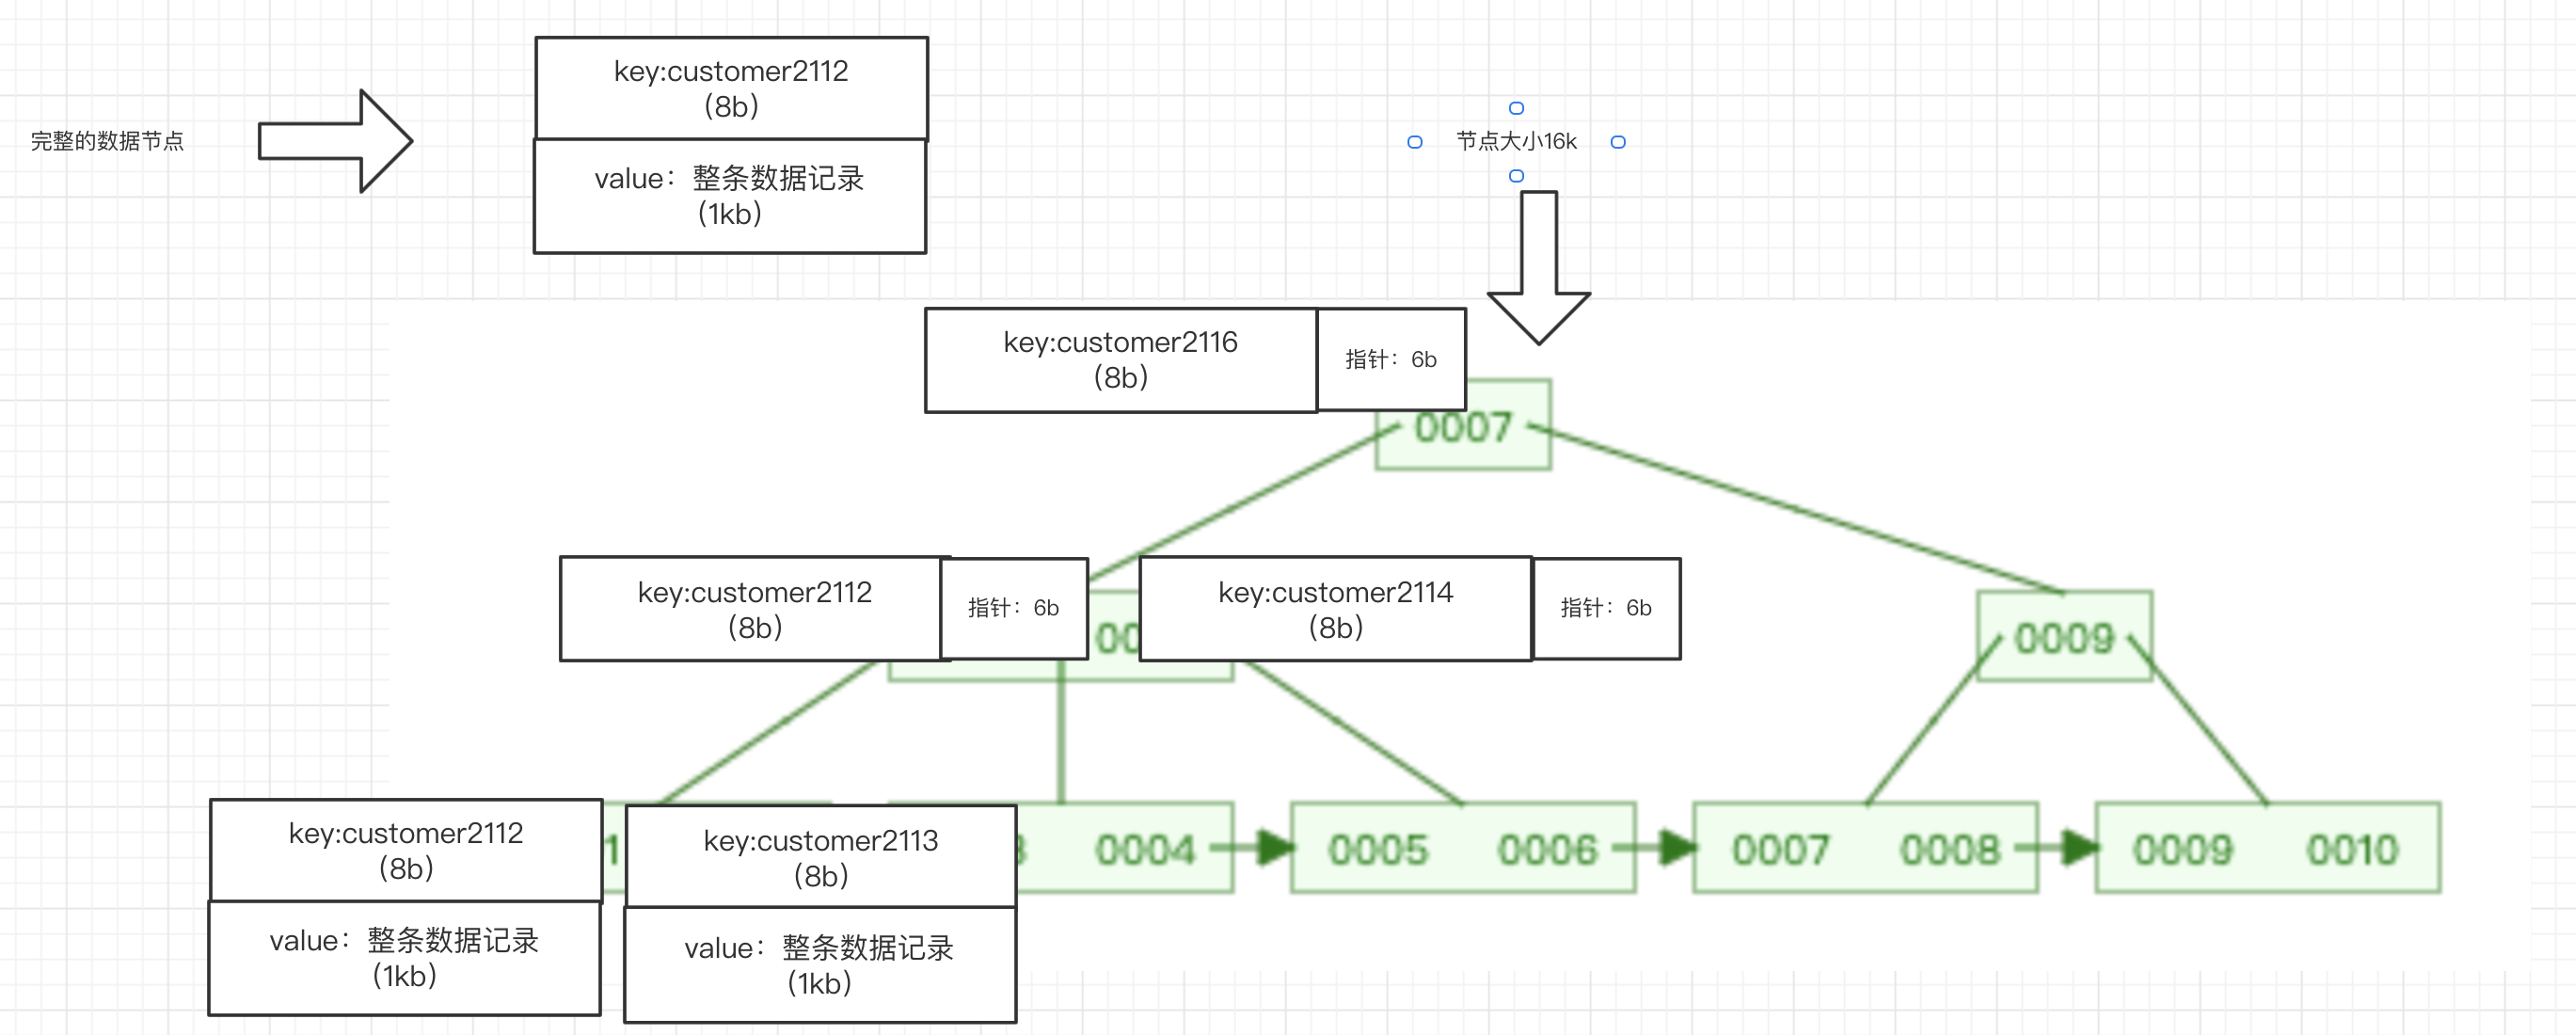 key:customer2112
(8b)
完整的数据节点
value：整条数据记录
(1kb)
节点大小16k
key:customer2116
(8b)
指针：6b
0007
key:customer2112
(8b)
指针：6b
00
key:customer2114
(8b)
指针：6b
0009
key:customer2112
(8b)
value：整条数据记录
(1kb)
1
key:customer2113
(8b)
value：整条数据记录
(1kb)
3
0004
0005
0006
0007
0008
0009
0010